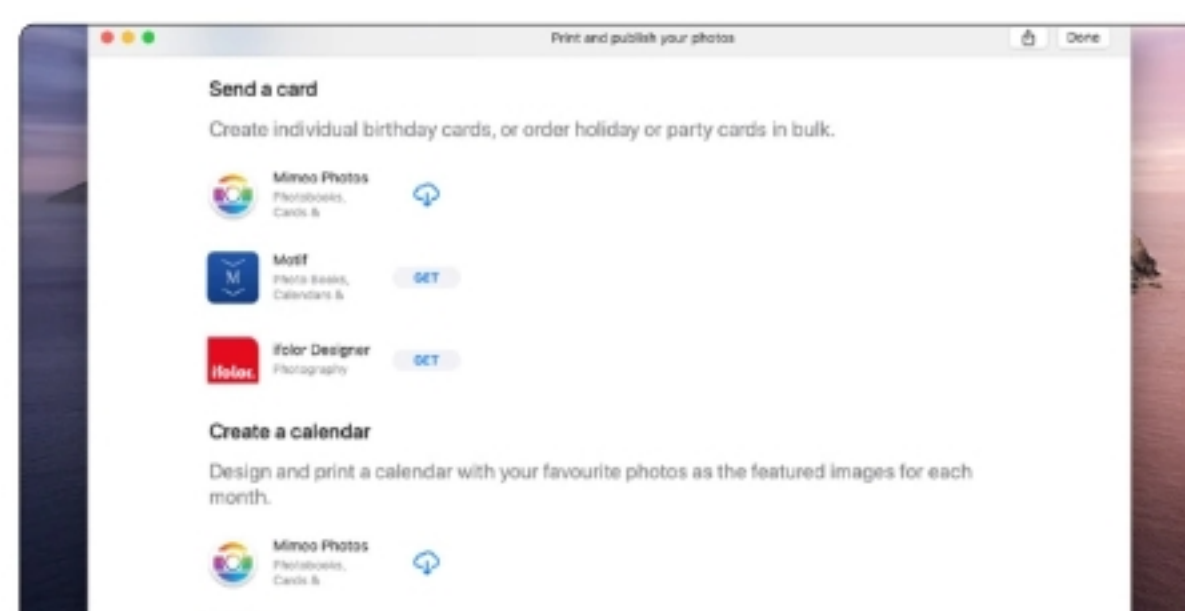 Print and publish your photos
Done
Send a card
Create individual birthday cards, or order holiday or party cards in bulk.
Mimeo Photos
Photobooks,
Cards &
M
Motif
Photo Books,
Calendars &
GET
ifolor.
ifolor Designer
Photography
GET
Create a calendar
Design and print a calendar with your favourite photos as the featured images for each
month.
Mimeo Photos
Photobooks,
Cards &